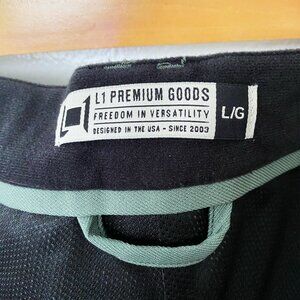 L1 PREMIUM GOODS
FREEDOM IN VERSATILITY
DESIGNED IN THE USA - SINCE 2003
L/G